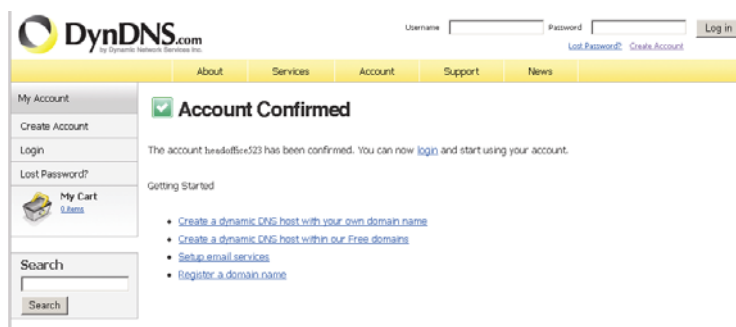 DynDNS.com
by Dynamic Network Services Inc.
Username
Password
Log in
Lost Password? Create Account
About Services Account Support News
My Account
Create Account
Login
Lost Password?
My Cart
0 items
Search
Search
Account Confirmed
The account headoffice523 has been confirmed. You can now login and start using your account.
Getting Started
Create a dynamic DNS host with your own domain name
Create a dynamic DNS host within our Free domains
Setup email services
Register a domain name